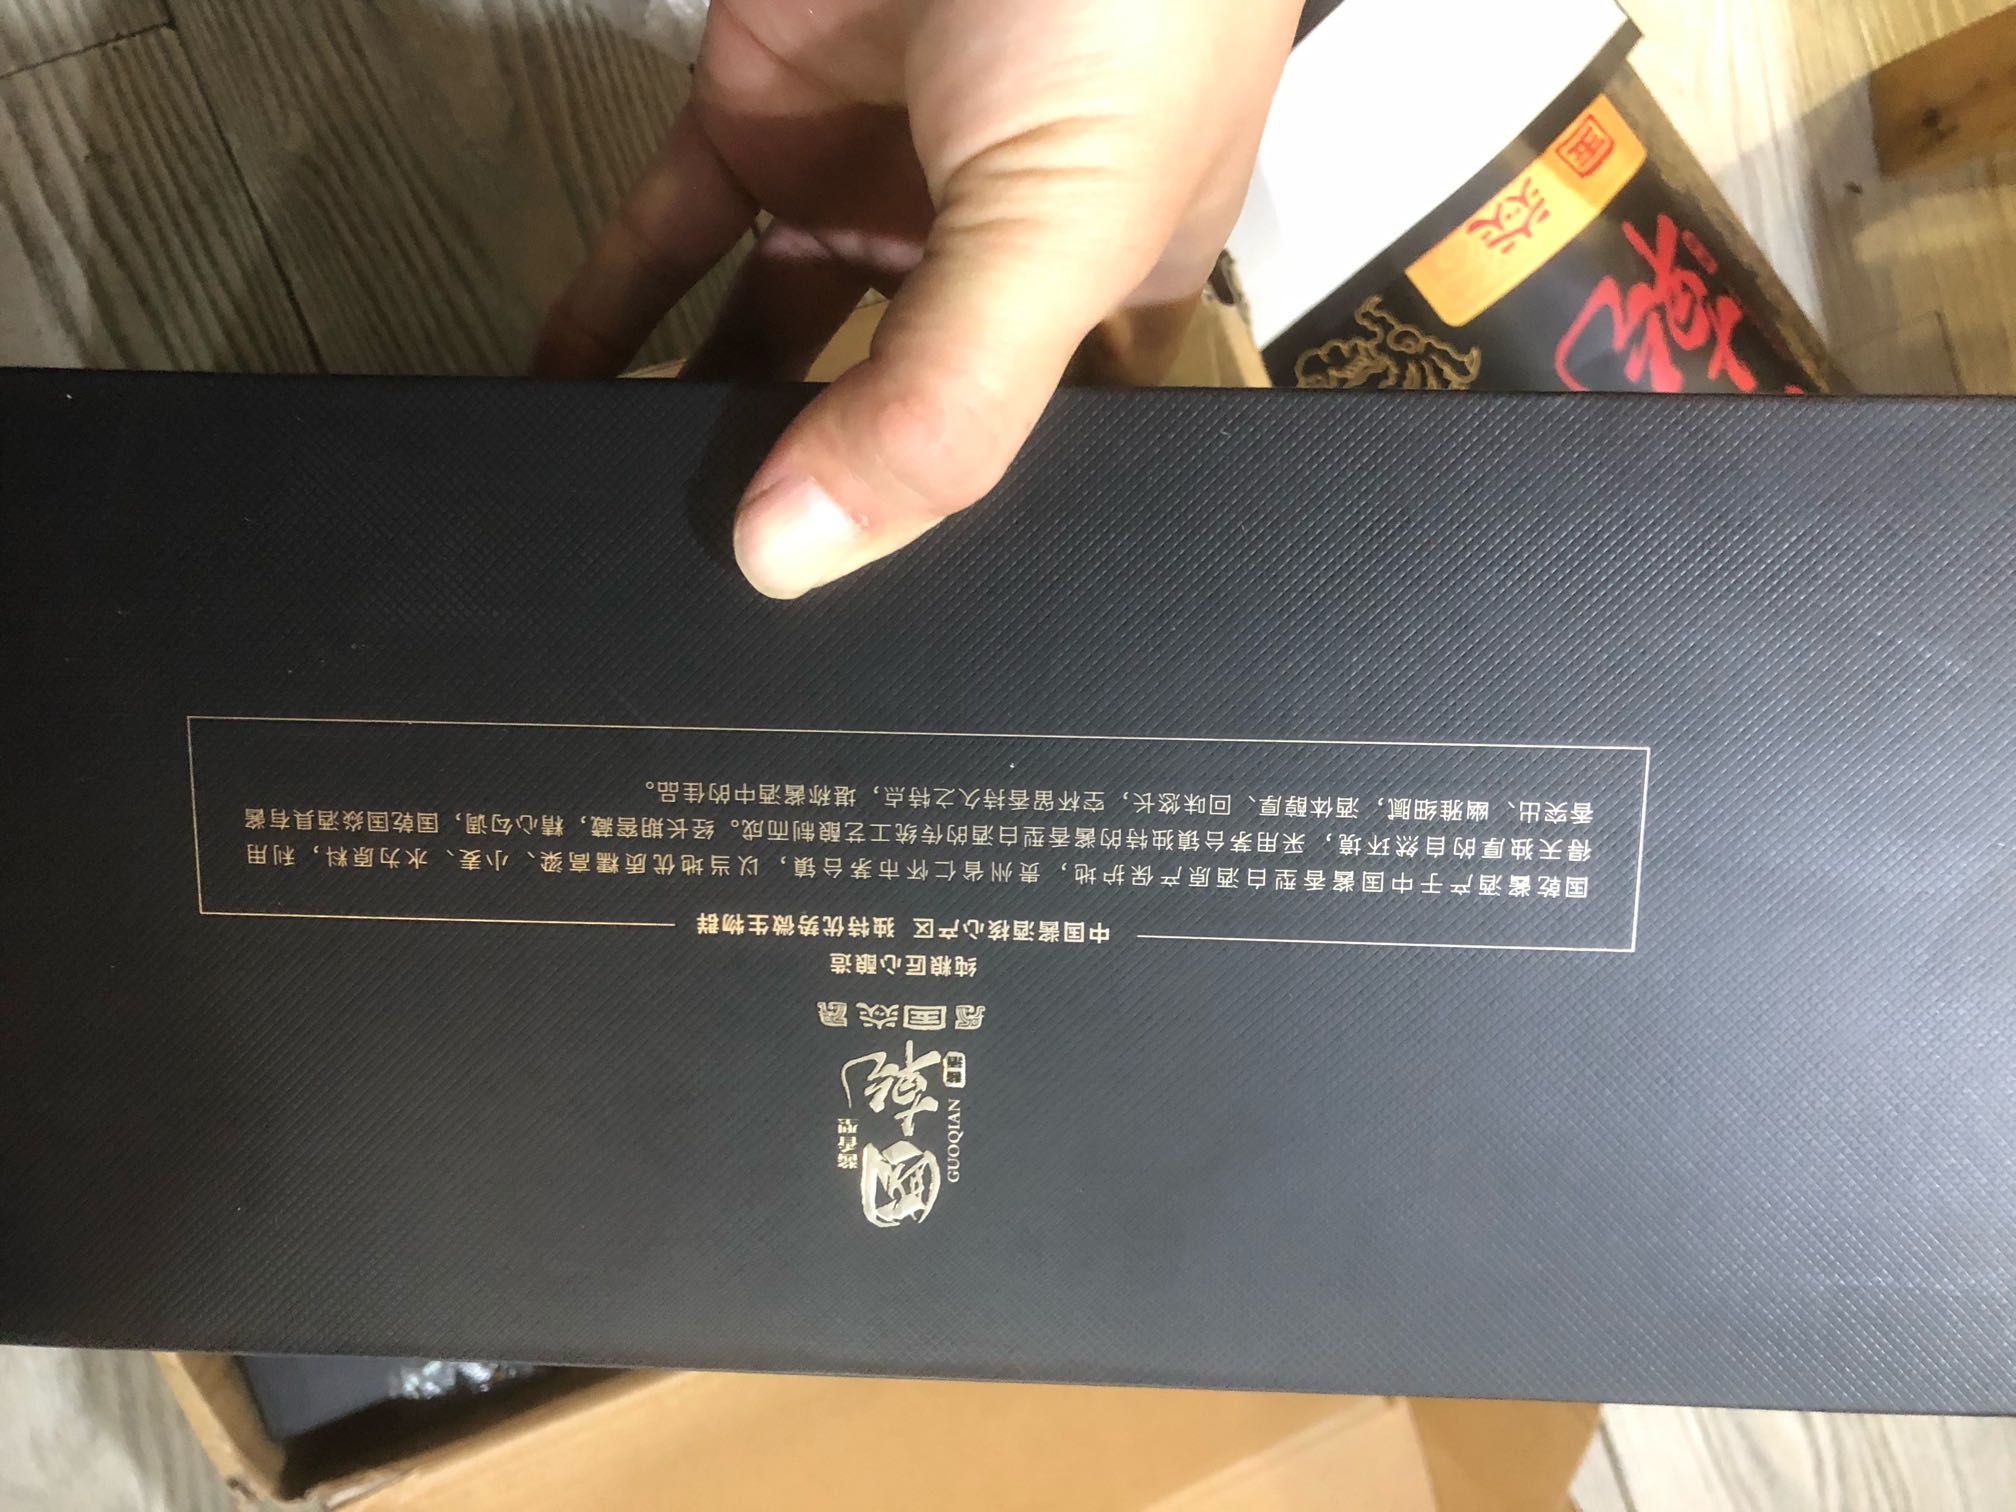 國乾
酱香型
GUOQIAN
国焱
纯粮匠心酿造
中国酱酒核心产区 独特优势微生物群
国乾酱酒产于中国酱香型白酒原产保护地，贵州省仁怀市茅台镇，以当地优质糯高粱、小麦、水为原料，利用
得天独厚的自然环境，采用茅台镇独特的酱香型白酒的传统工艺酿制而成。经长期窖藏，精心勾调，国乾国焱酒具有酱
香突出、幽雅细腻，酒体醇厚、回味悠长，空杯留香持久之特点，堪称酱酒中的佳品。
国
焱
乾